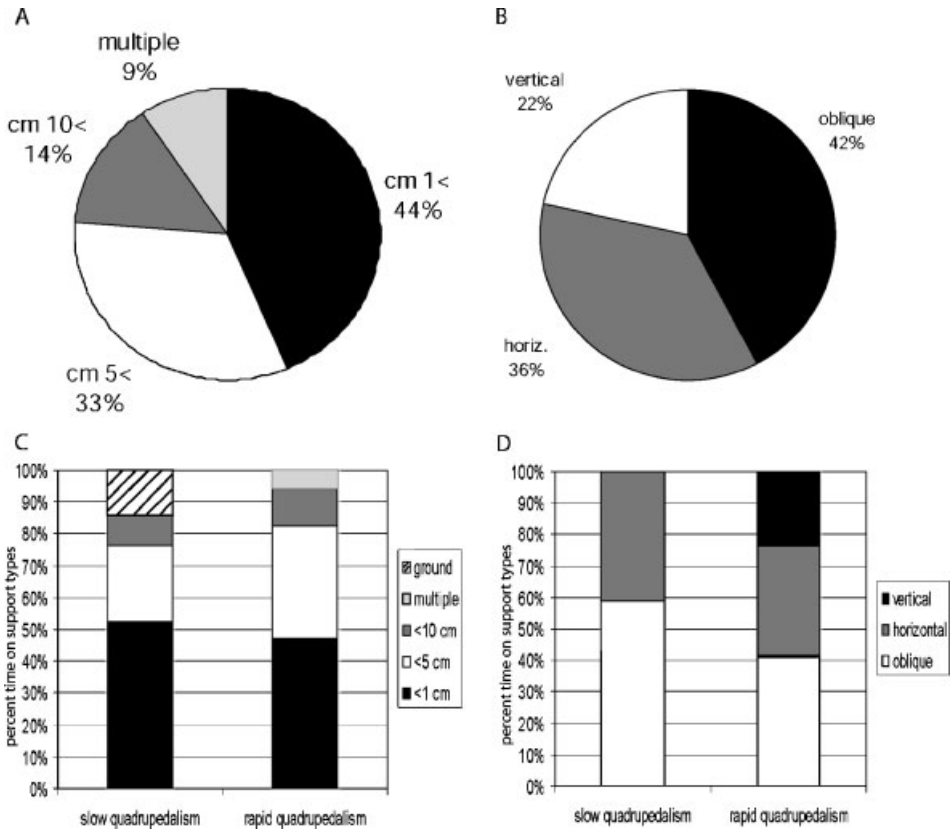 A
multiple
9%
cm 10<
14%
cm 1<
44%
cm 5<
33%
B
vertical
22%
oblique
42%
horiz.
36%
C
percent time on support types
100%
90%
80%
70%
60%
50%
40%
30%
20%
10%
0%
slow quadrupedalism
rapid quadrupedalism
ground
multiple
<10 cm
<5 cm
<1 cm
D
percent time on support types
100%
90%
80%
70%
60%
50%
40%
30%
20%
10%
0%
slow quadrupedalism
rapid quadrupedalism
vertical
horizontal
oblique